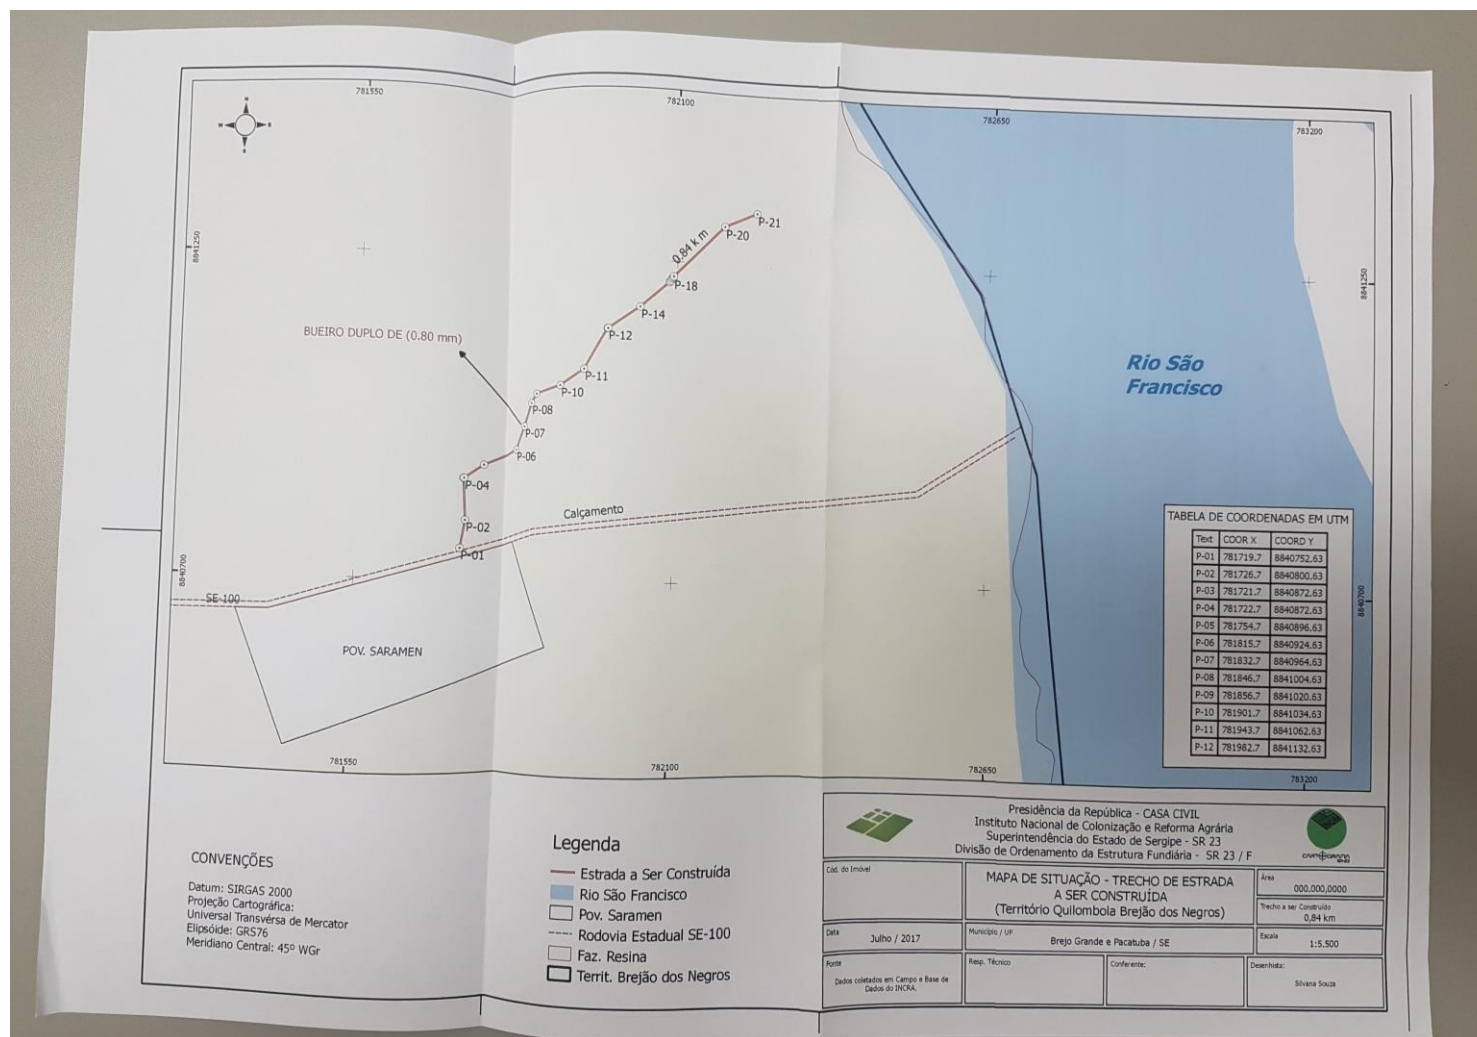 781550
782100
782650
783200
8841250
8841250
P-21
P-20
0.84 k m
P-18
P-14
BUEIRO DUPLO DE (0.80 mm)
P-12
P-11
P-10
P-08
P-07
P-06
P-04
P-02
P-01
Rio São
Francisco
Calçamento
8840700
8840700
SE-100
POV. SARAMEN
TABELA DE COORDENADAS EM UTM
Text COOR X COORD Y
P-01 781719.7 8840752.63
P-02 781726.7 8840800.63
P-03 781721.7 8840872.63
P-04 781722.7 8840872.63
P-05 781754.7 8840896.63
P-06 781815.7 8840924.63
P-07 781832.7 8840964.63
P-08 781846.7 8841004.63
P-09 781856.7 8841020.63
P-10 781901.7 8841034.63
P-11 781943.7 8841062.63
P-12 781982.7 8841132.63
781550
782100
782650
783200
CONVENÇÕES
Datum: SIRGAS 2000
Projeção Cartográfica:
Universal Transvérsa de Mercator
Elipsóide: GRS76
Meridiano Central: 45º WGr
Legenda
Estrada a Ser Construída
Rio São Francisco
Pov. Saramen
Rodovia Estadual SE-100
Faz. Resina
Territ. Brejão dos Negros
Presidência da República - CASA CIVIL
Instituto Nacional de Colonização e Reforma Agrária
Superintendência do Estado de Sergipe - SR 23
Divisão de Ordenamento da Estrutura Fundiária - SR 23 / F
Cód. do Imóvel
MAPA DE SITUAÇÃO - TRECHO DE ESTRADA
A SER CONSTRUÍDA
(Território Quilombola Brejão dos Negros)
Área
000.000,0000
Trecho a ser Construído
0,84 km
Data
Julho / 2017
Município / UF
Brejo Grande e Pacatuba / SE
Escala
1:5.500
Fonte
Dados coletados em Campo e Base de
Dados do INCRA.
Resp. Técnico
Conferente:
Desenhista:
Silvana Souza